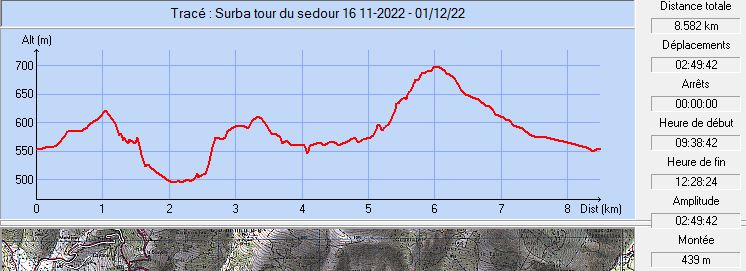 Tracé : Surba tour du sedour 16 11-2022 - 01/12/22
Alt (m)
700
650
600
550
500
0 1 2 3 4 5 6 7 8 Dist (km)
Distance totale
8.582 km
Déplacements
02:49:42
Arrêts
00:00:00
Heure de début
09:38:42
Heure de fin
12:28:24
Amplitude
02:49:42
Montée
439 m